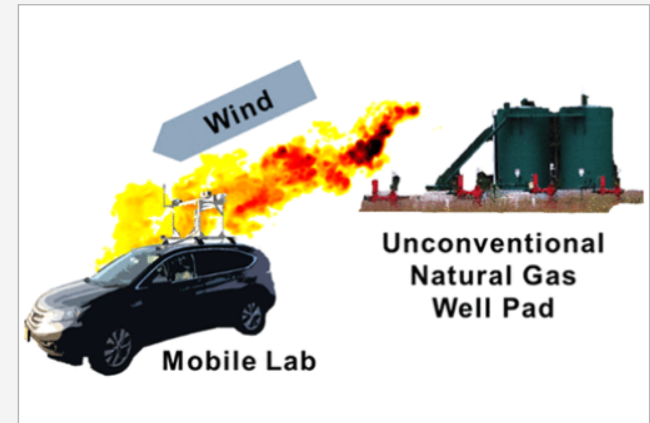 Wind
Unconventional
Natural Gas
Well Pad
Mobile Lab